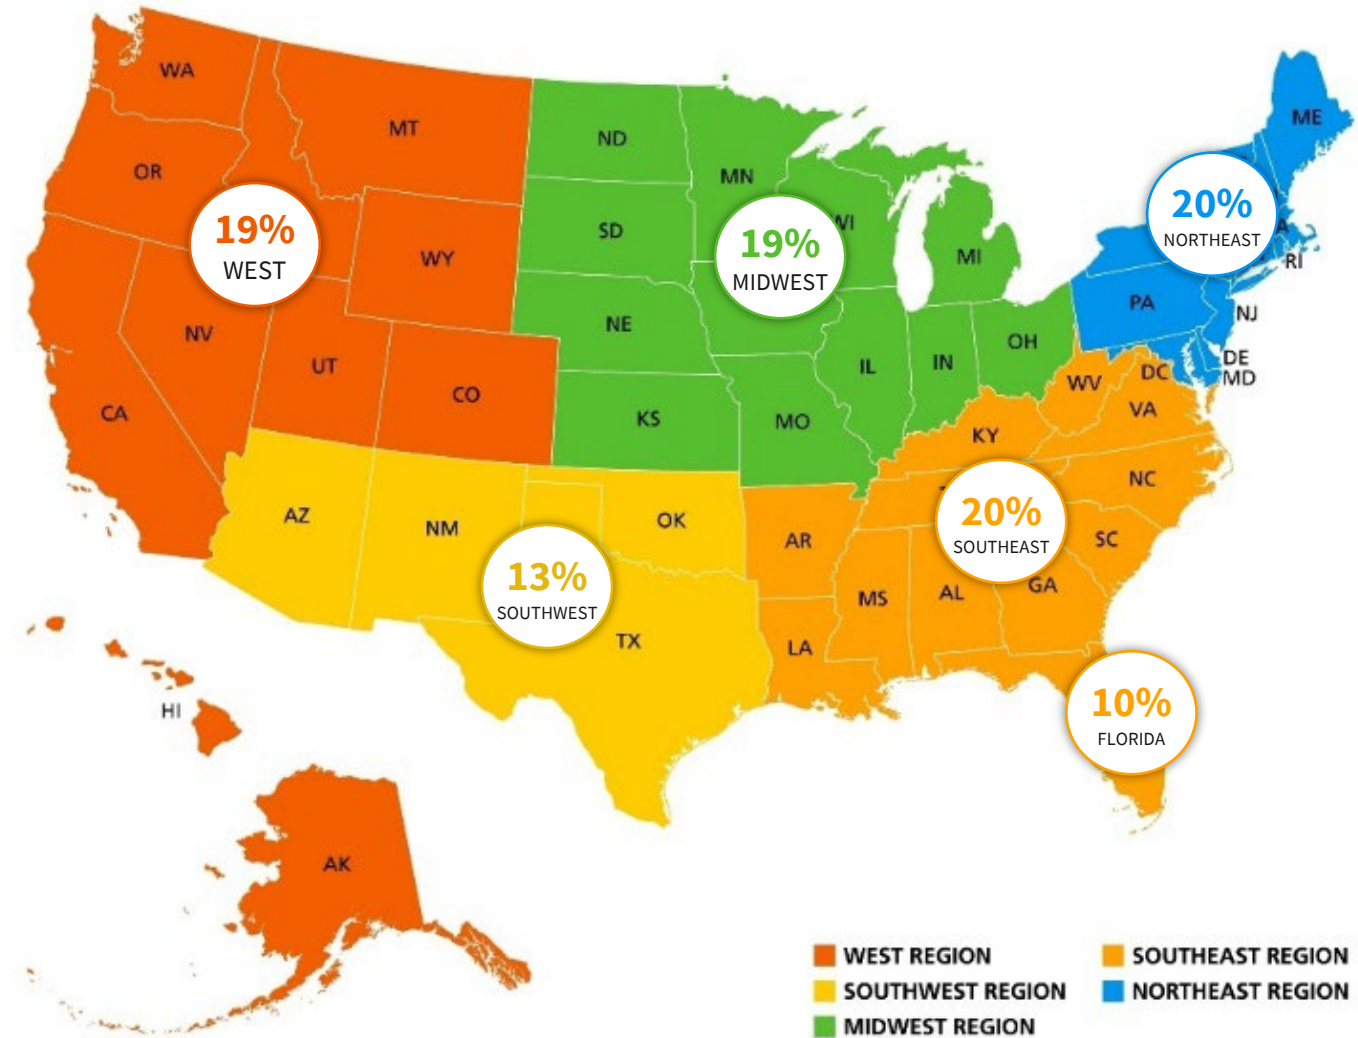 WA
MT
OR
ND
MN
ME
19%
WEST
WY
SD
19%
MIDWEST
WI
MI
20%
NORTHEAST
RI
NV
UT
CO
NE
IL
IN
OH
PA
NJ
DE
MD
CA
KS
MO
WV
DC
VA
KY
NC
AZ
NM
OK
AR
20%
SOUTHEAST
SC
13%
SOUTHWEST
TX
MS
AL
GA
LA
HI
10%
FLORIDA
AK
WEST REGION
SOUTHWEST REGION
MIDWEST REGION
SOUTHEAST REGION
NORTHEAST REGION